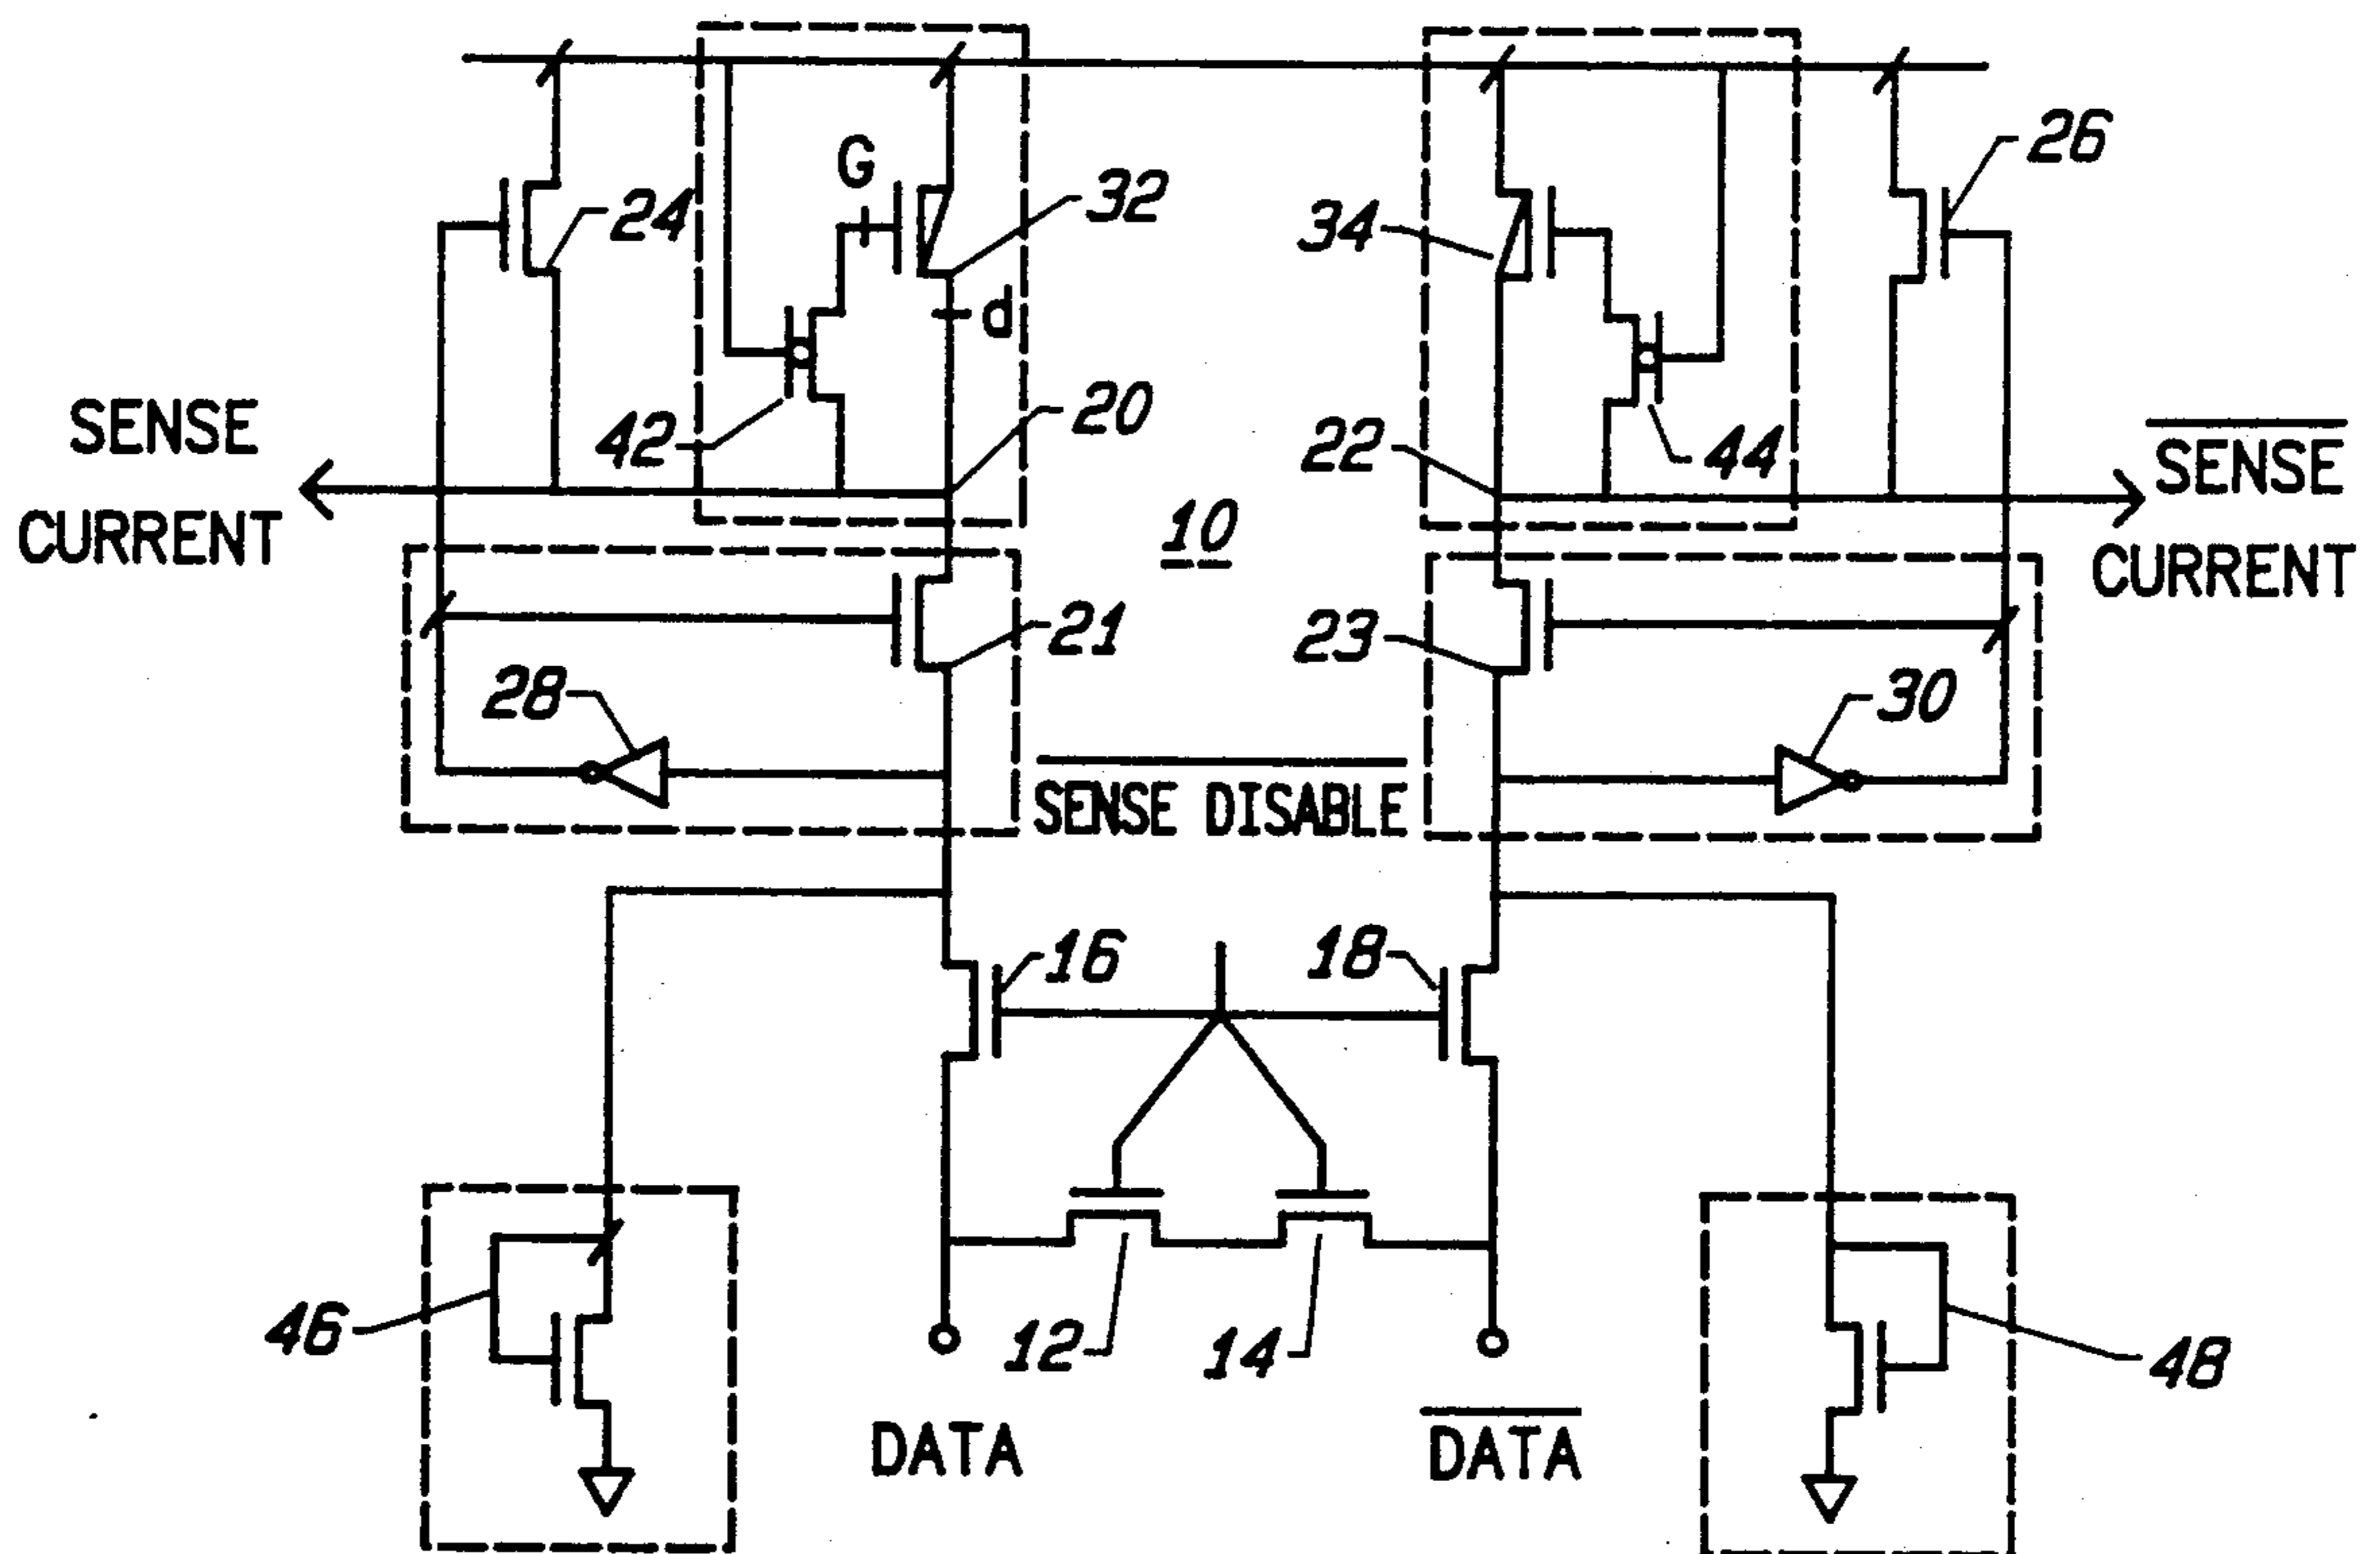 G
32
26
24
34
d
42
20
22
44
SENSE
CURRENT
SENSE
CURRENT
10
21
23
28
30
SENSE DISABLE
16
18
46
12
14
48
DATA
DATA